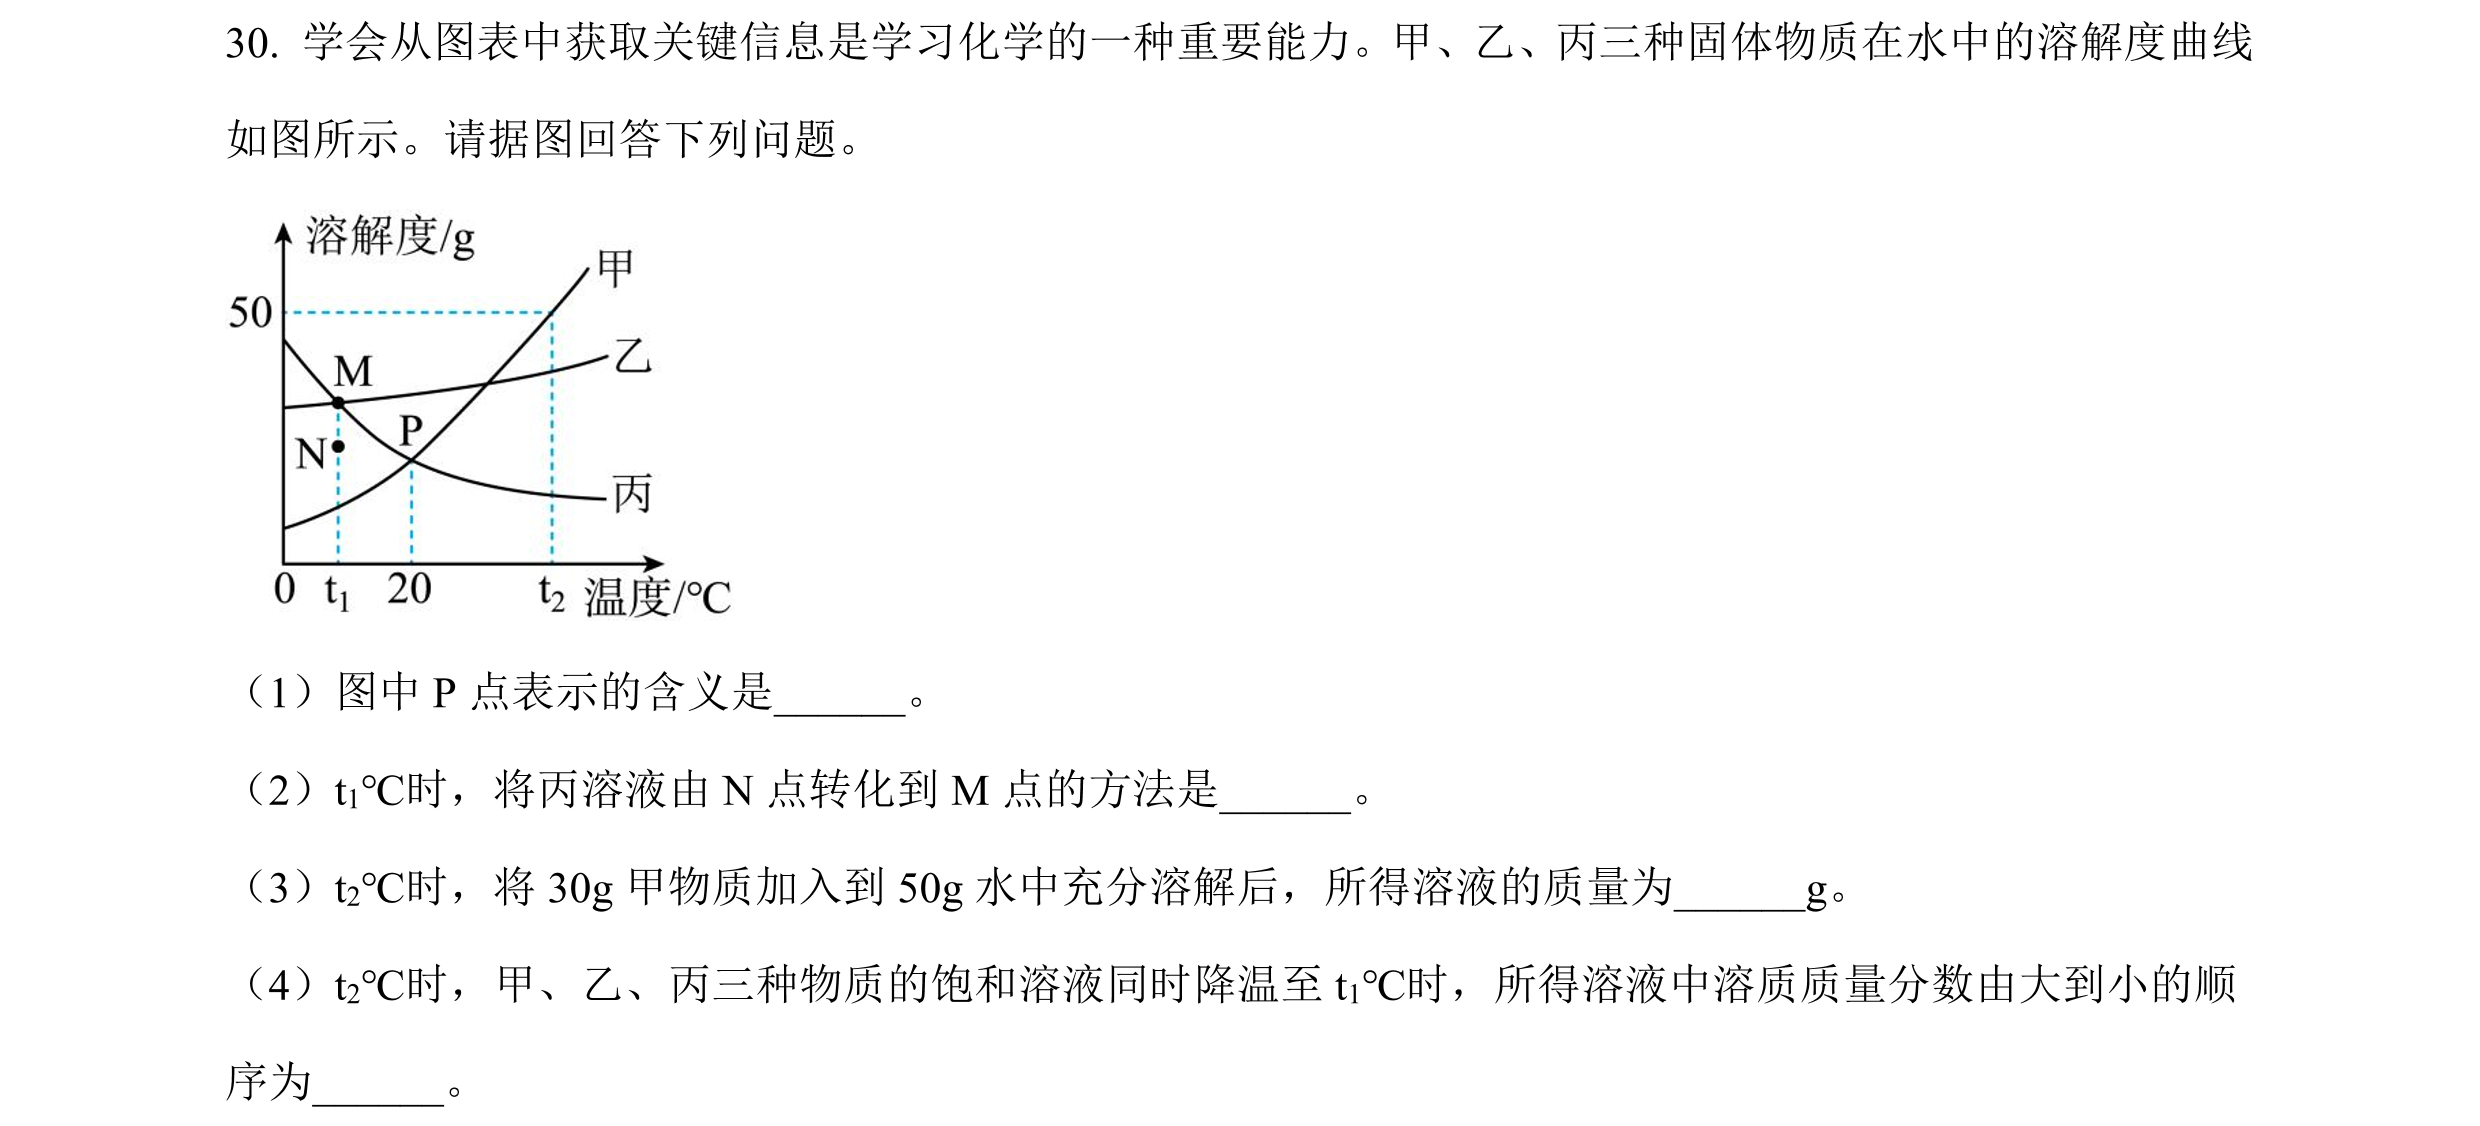 30. 学会从图表中获取关键信息是学习化学的一种重要能力。甲、乙、丙三种固体物质在水中的溶解度曲线
如图所示。请据图回答下列问题。
溶解度/g
甲
50
乙
M
P
N
丙
0 t₁ 20 t₂ 温度/℃
（1）图中 P 点表示的含义是______。
（2）t₁℃时，将丙溶液由 N 点转化到 M 点的方法是______。
（3）t₂℃时，将 30g 甲物质加入到 50g 水中充分溶解后，所得溶液的质量为______g。
（4）t₂℃时，甲、乙、丙三种物质的饱和溶液同时降温至 t₁℃时，所得溶液中溶质质量分数由大到小的顺
序为______。